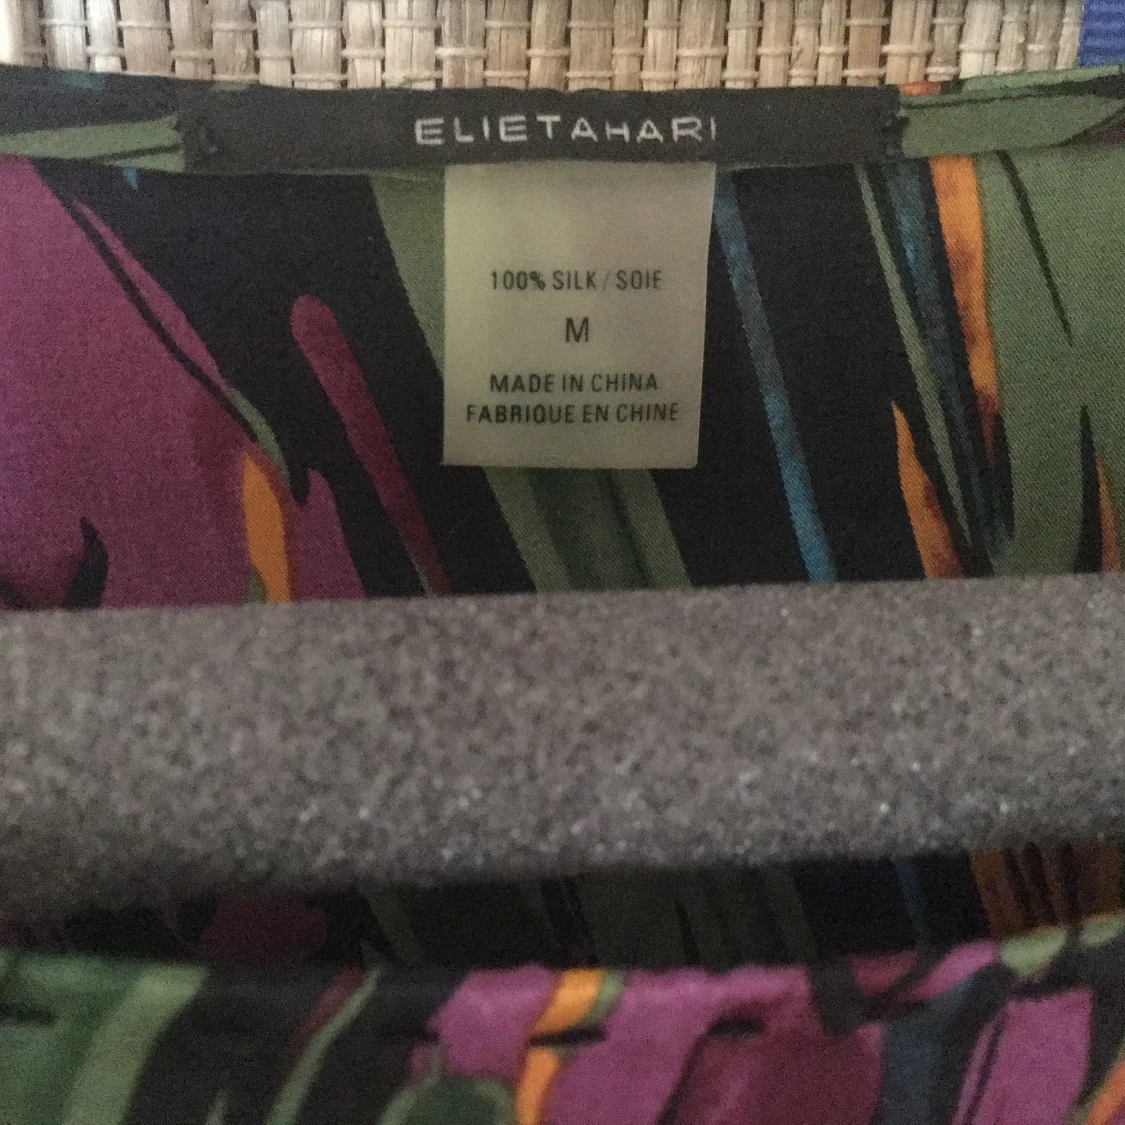 ELIETAHARI
100% SILK / SOIE
M
MADE IN CHINA
FABRIQUE EN CHINE